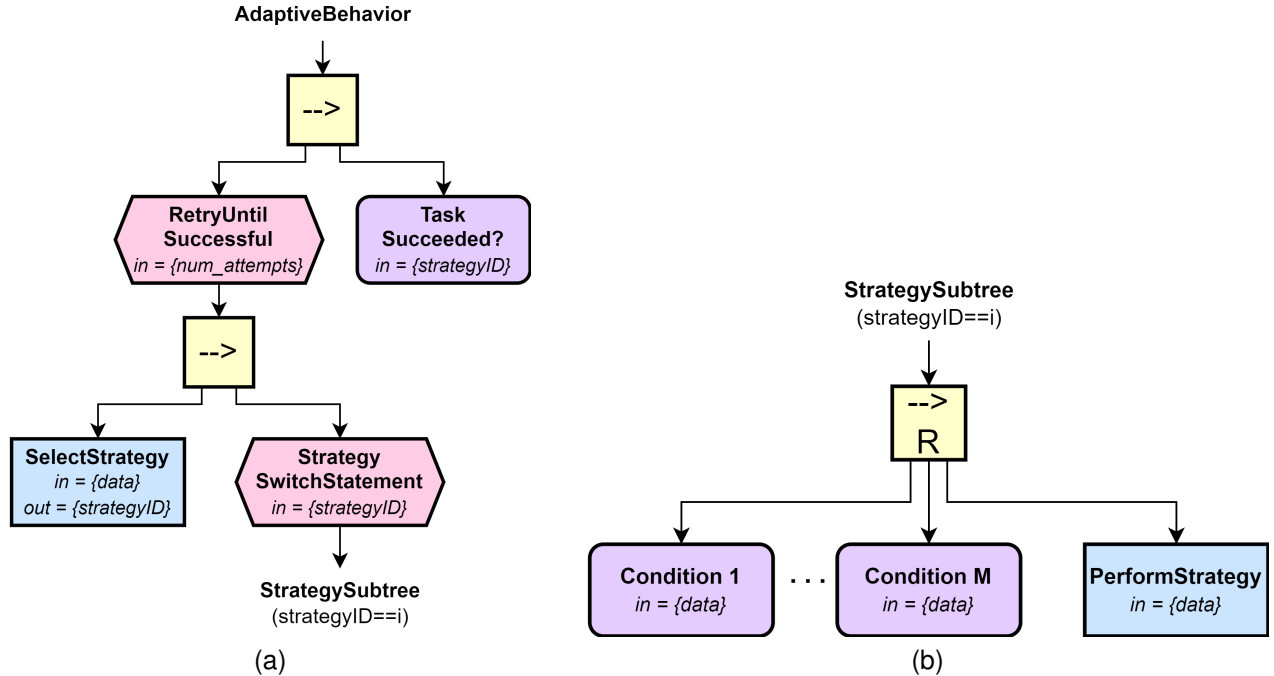 AdaptiveBehavior
-->
RetryUntil
Successful
in = {num_attempts}
Task
Succeeded?
in = {strategyID}
-->
SelectStrategy
in = {data}
out = {strategyID}
Strategy
SwitchStatement
in = {strategyID}
StrategySubtree
(strategyID==i)
(a)
StrategySubtree
(strategyID==i)
-->
R
Condition 1
in = {data}
. . .
Condition M
in = {data}
PerformStrategy
in = {data}
(b)